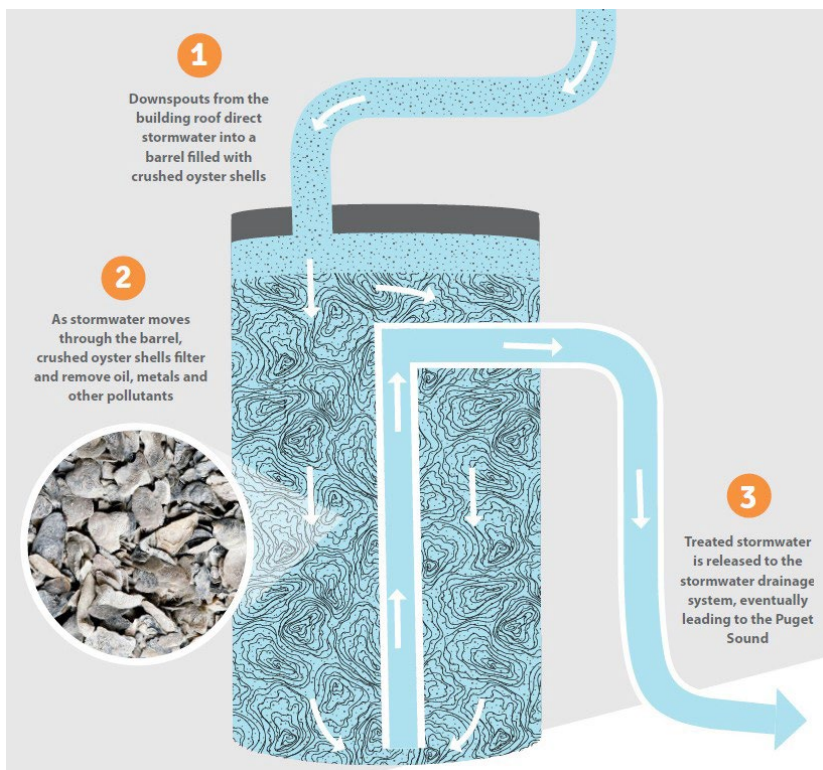 1
Downspouts from the
building roof direct
stormwater into a
barrel filled with
crushed oyster shells
2
As stormwater moves
through the barrel,
crushed oyster shells filter
and remove oil, metals and
other pollutants
3
Treated stormwater
is released to the
stormwater drainage
system, eventually
leading to the Puget
Sound